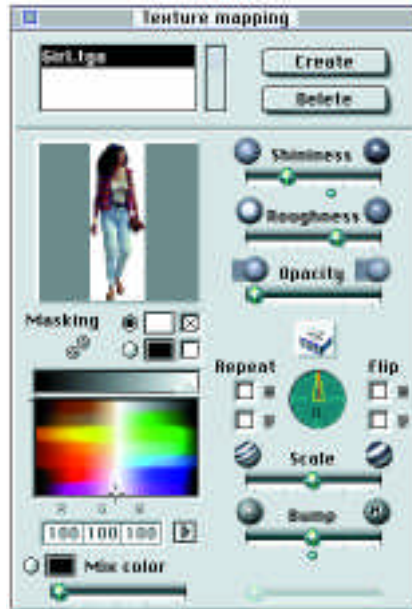 Texture mapping
Girl.tga
Create
Delete
Shininess
Roughness
Opacity
Masking
Repeat
Flip
Scale
100 100 100
Bump
Mix color